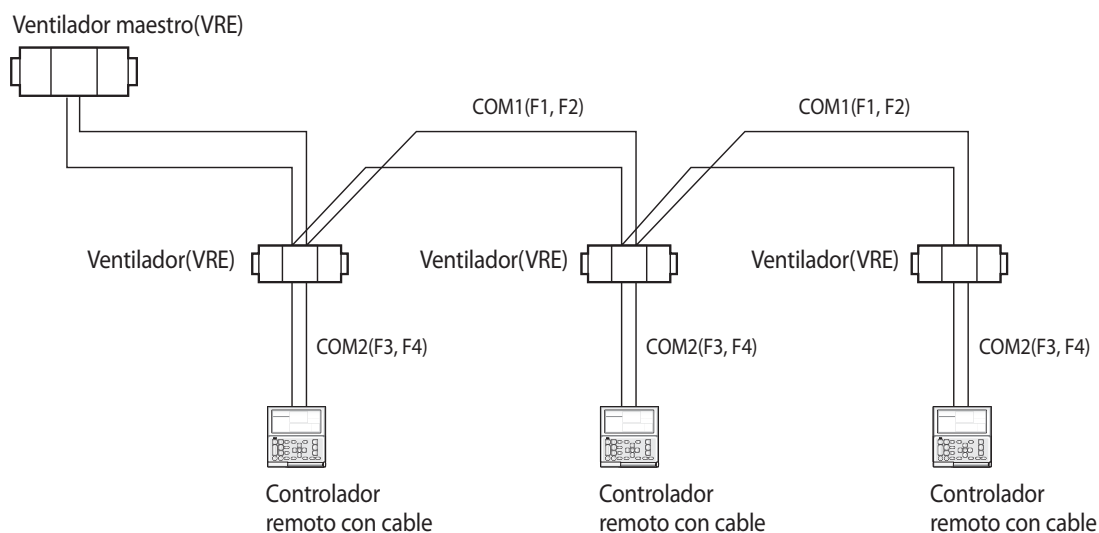 Ventilador maestro(VRE)
COM1(F1, F2)
COM1(F1, F2)
Ventilador(VRE)
Ventilador(VRE)
Ventilador(VRE)
COM2(F3, F4)
COM2(F3, F4)
COM2(F3, F4)
Controlador
remoto con cable
Controlador
remoto con cable
Controlador
remoto con cable